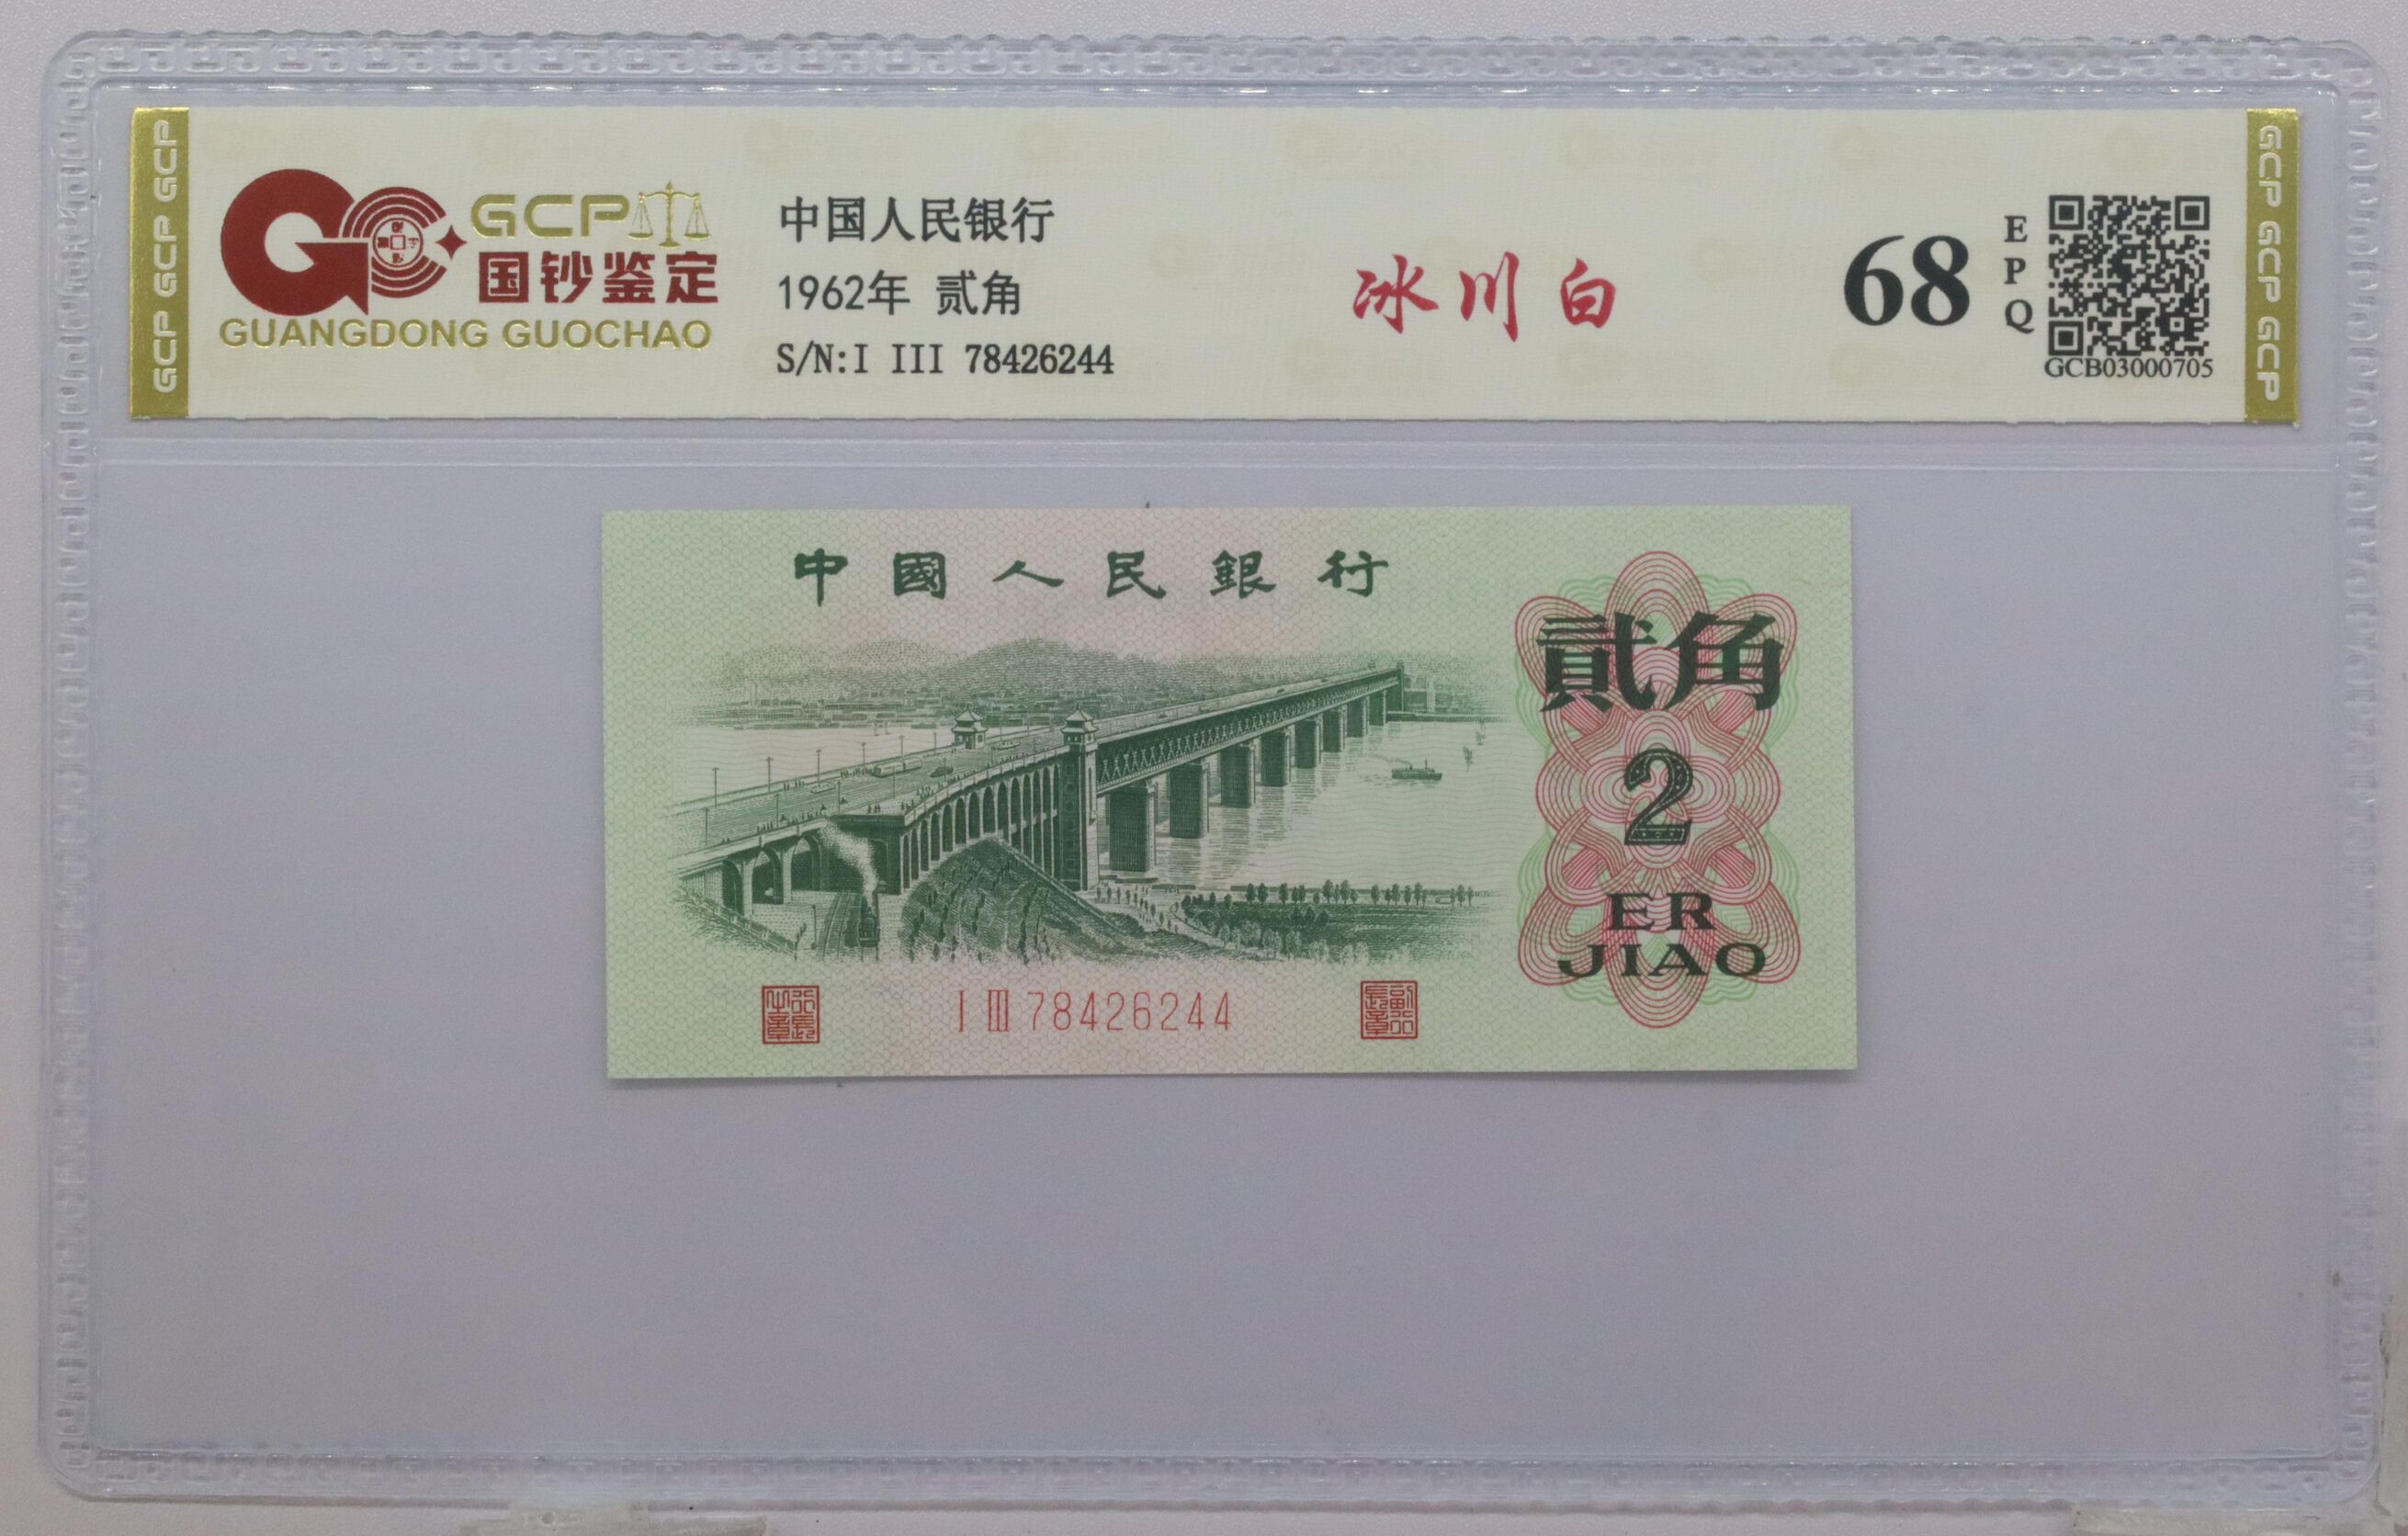 GCP GCP GCP
GCP
国钞鉴定
GUANGDONG GUOCHAO
中国人民银行
1962年 贰角
S/N:I III 78426244
冰川白
68
EPQ
GCB03000705
GCP GCP GCP
中國人民銀行
貳角
2
ER
JIAO
I III 78426244